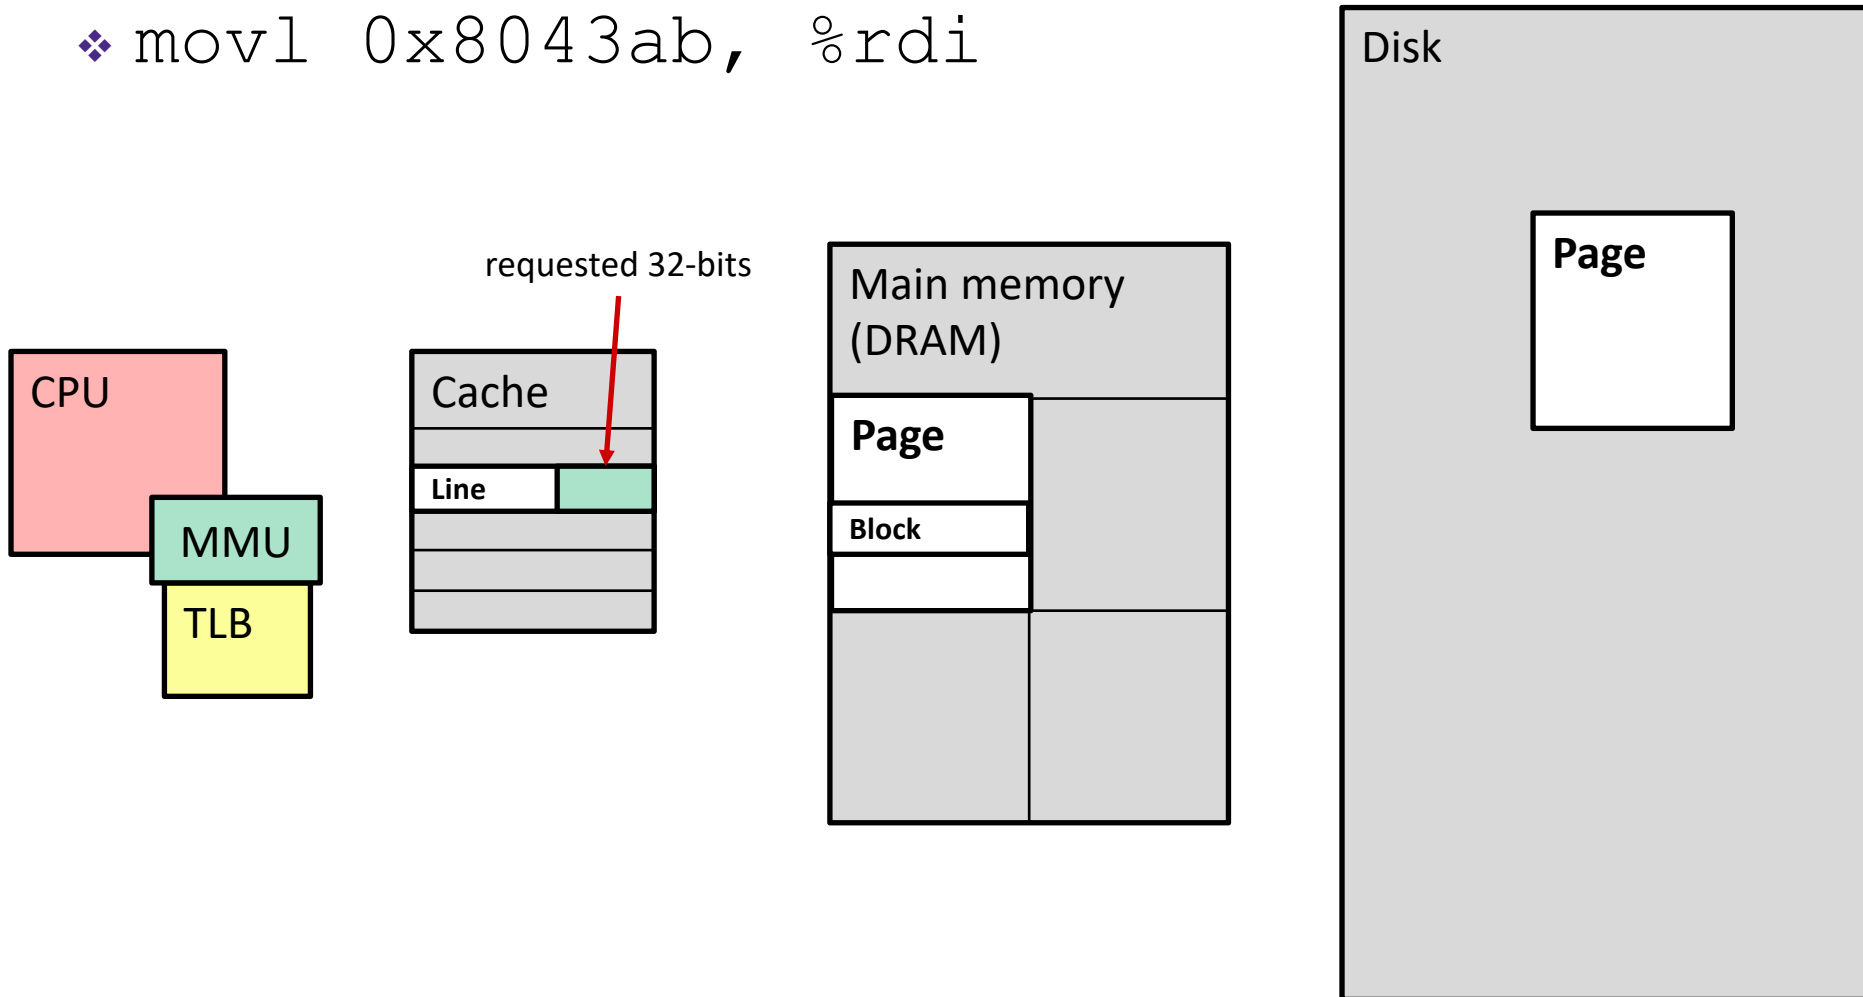 ❖ movl 0x8043ab, %rdi
Disk
Page
requested 32-bits
Main memory
(DRAM)
CPU
Cache
Page
Line
Block
MMU
TLB